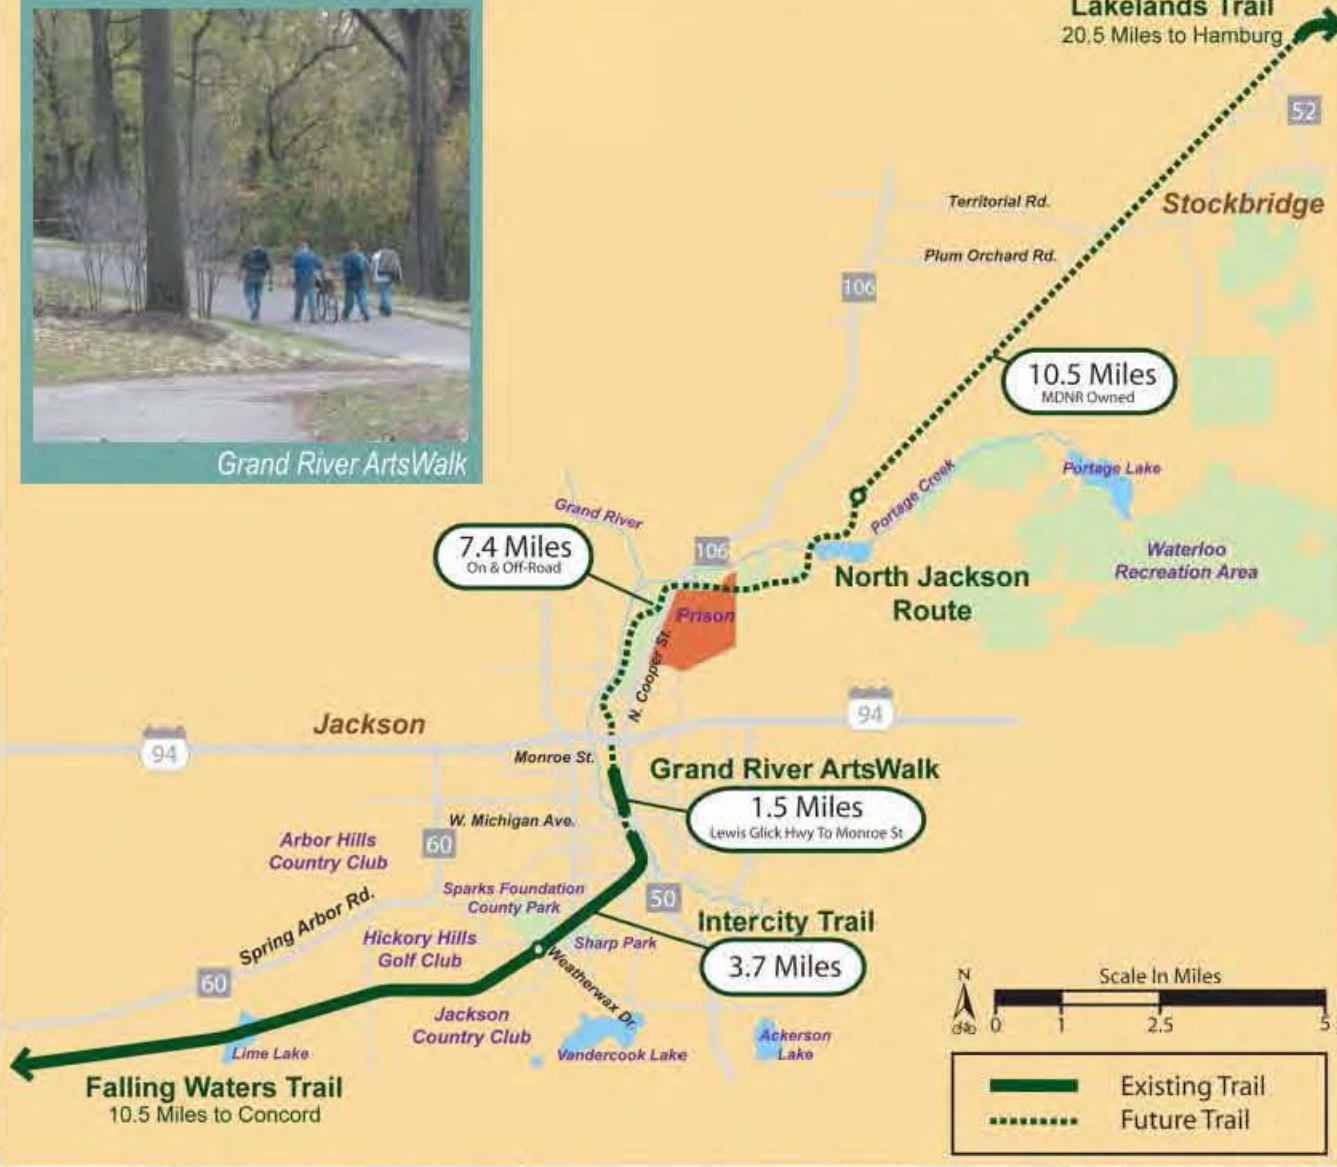 Lakelands Trail
20.5 Miles to Hamburg
52
Territorial Rd.
Stockbridge
Plum Orchard Rd.
106
10.5 Miles
MDNR Owned
Grand River ArtsWalk
Portage Creek
Portage Lake
Grand River
7.4 Miles
On & Off-Road
106
Waterloo
Recreation Area
North Jackson
Route
Prison
N. Cooper St.
Jackson
94
94
Monroe St.
Grand River ArtsWalk
1.5 Miles
Lewis Glick Hwy To Monroe St
W. Michigan Ave.
60
Arbor Hills
Country Club
Sparks Foundation
County Park
50
Spring Arbor Rd.
Intercity Trail
3.7 Miles
Hickory Hills
Golf Club
Sharp Park
Weatherwax Dr.
60
Jackson
Country Club
Lime Lake
Vandercook Lake
Ackerson
Lake
Falling Waters Trail
10.5 Miles to Concord
N
Scale In Miles
0 1 2.5 5
Existing Trail
Future Trail